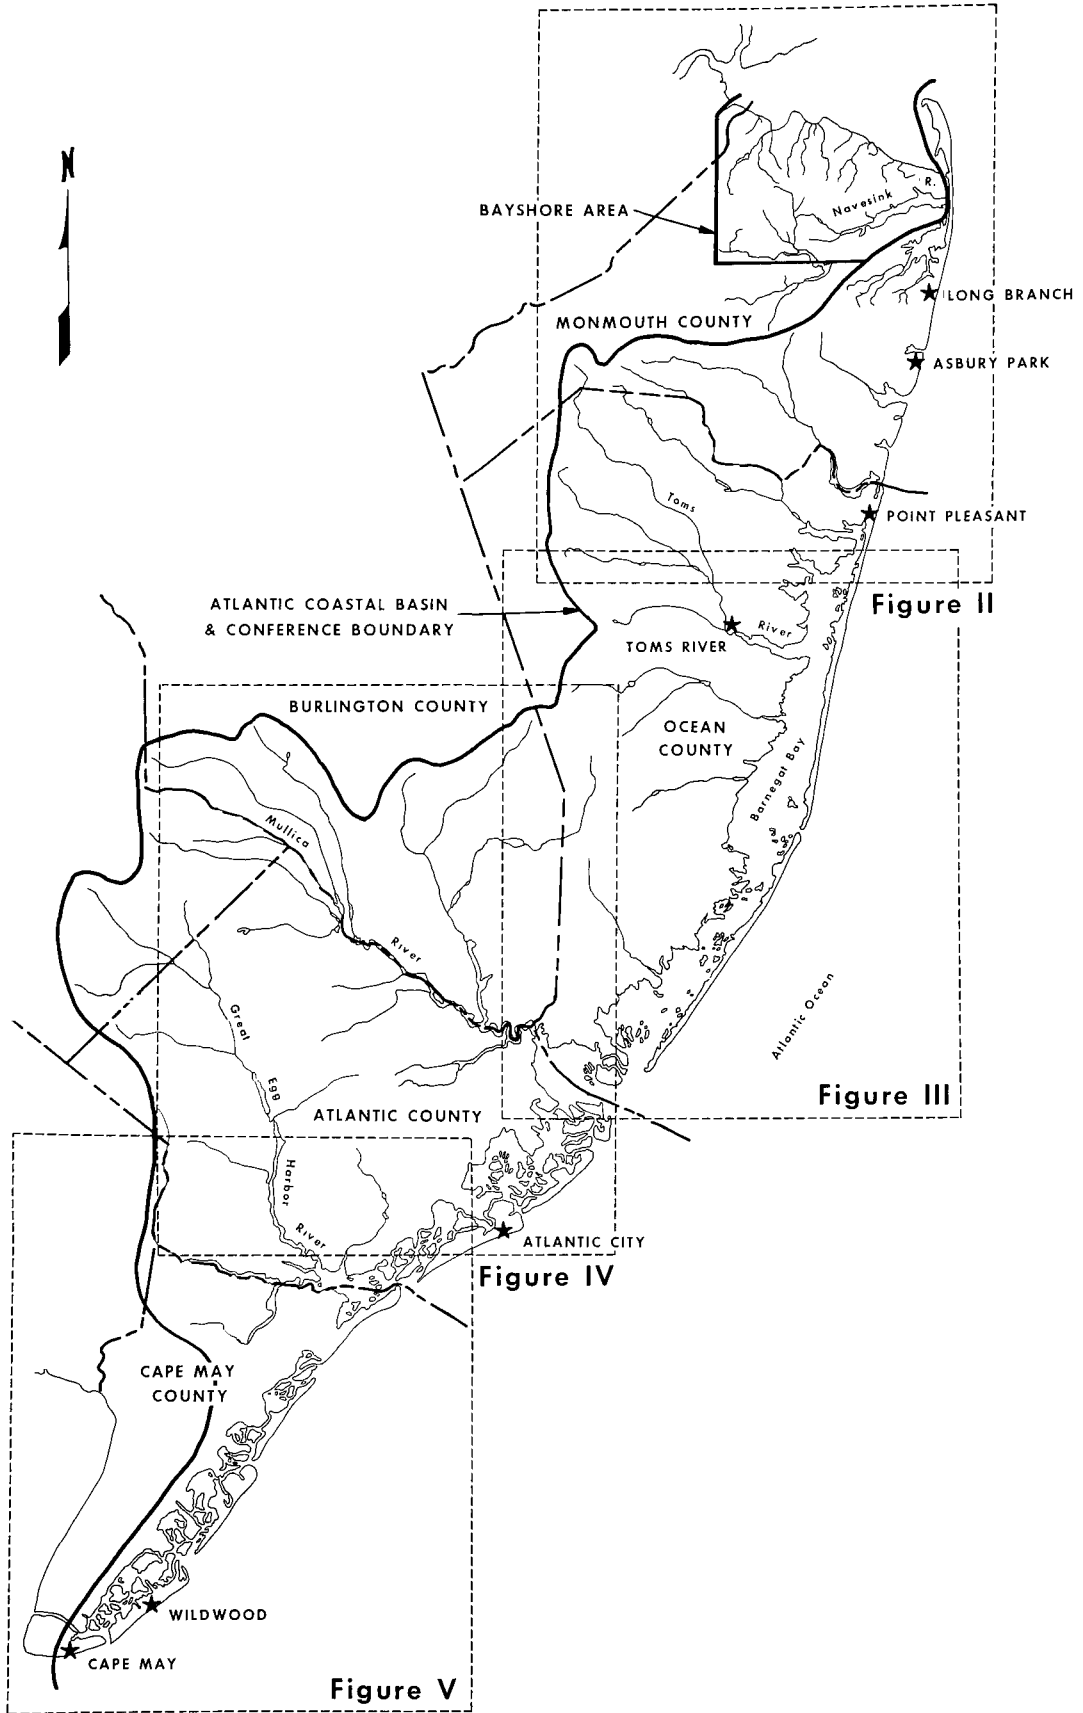 N
BAYSHORE AREA
Navesink R.
LONG BRANCH
MONMOUTH COUNTY
ASBURY PARK
Toms
POINT PLEASANT
Figure II
ATLANTIC COASTAL BASIN
& CONFERENCE BOUNDARY
River
TOMS RIVER
BURLINGTON COUNTY
OCEAN
COUNTY
Barnegat Bay
Mullica
River
Great
Egg
Atlantic Ocean
Figure III
ATLANTIC COUNTY
Harbor
River
ATLANTIC CITY
Figure IV
CAPE MAY
COUNTY
WILDWOOD
CAPE MAY
Figure V